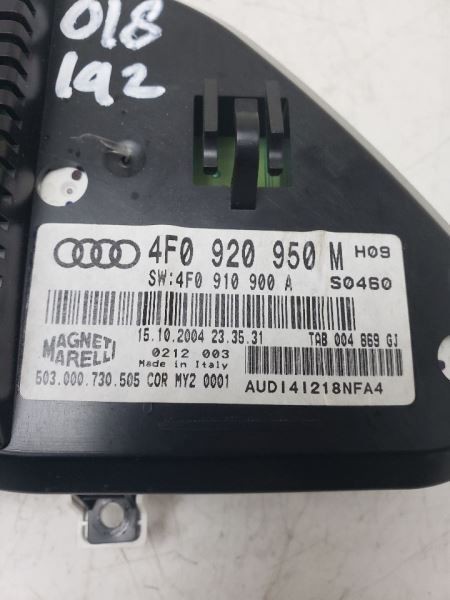 018
192
4F0 920 950 M H09
SW:4F0 910 900 A S0460
15.10.2004 23.35.31 TAB 004 869 GJ
MAGNETI MARELLI
0212 003
Made in Italy
503.000.730.505 COR MY2 0001 AUD14I218NFA4